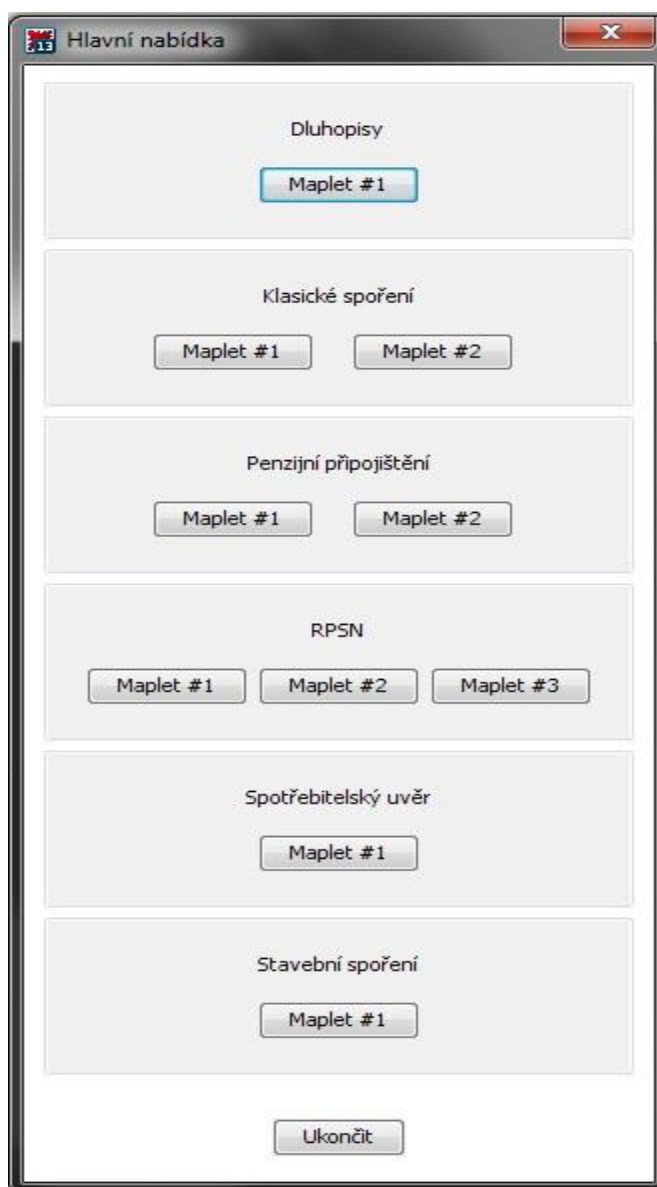 13 Hlavní nabídka
Dluhopisy
Maplet #1
Klasické spoření
Maplet #1 Maplet #2
Penzijní připojištění
Maplet #1 Maplet #2
RPSN
Maplet #1 Maplet #2 Maplet #3
Spotřebitelský uvěr
Maplet #1
Stavební spoření
Maplet #1
Ukončit